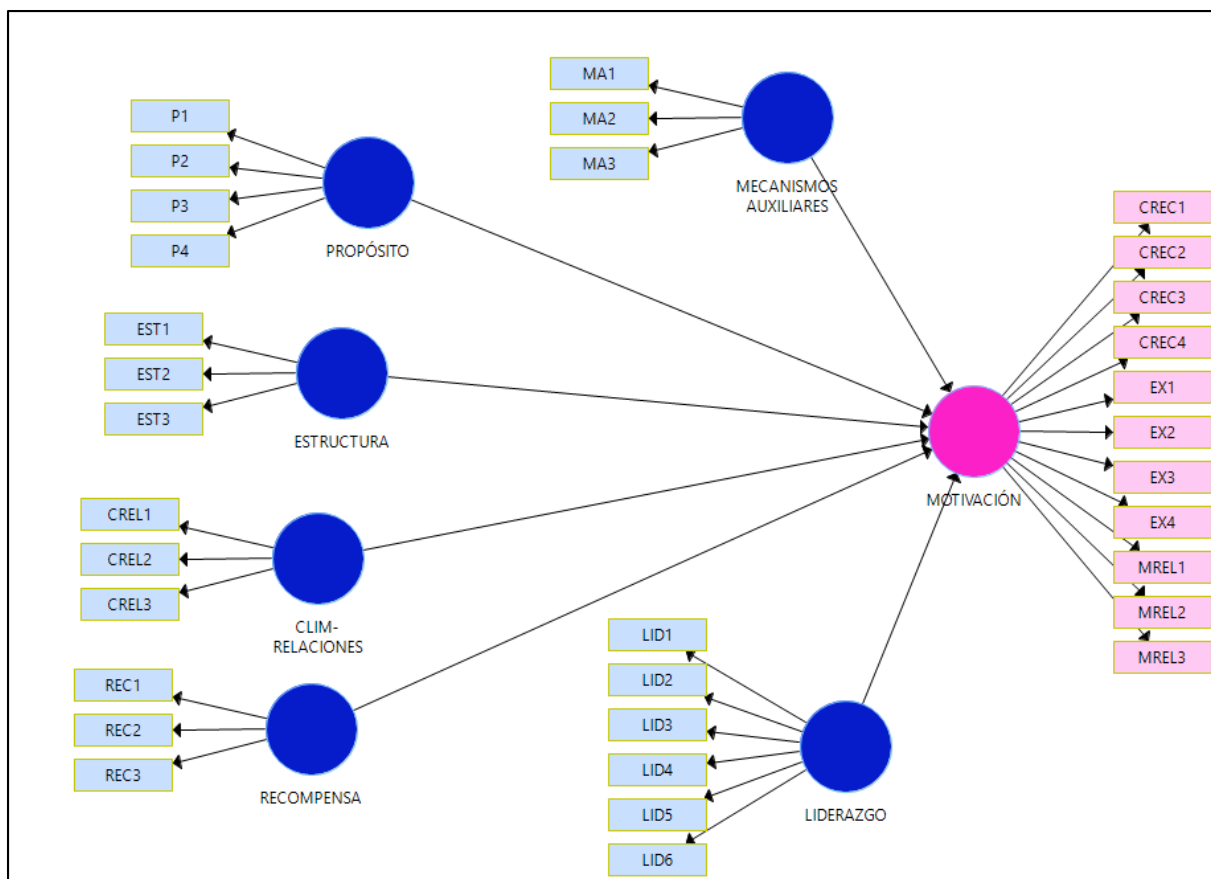 MA1
MA2
MA3
MECANISMOS
AUXILIARES
P1
P2
P3
P4
PROPÓSITO
EST1
EST2
EST3
ESTRUCTURA
CREL1
CREL2
CREL3
CLIM-
RELACIONES
REC1
REC2
REC3
RECOMPENSA
LID1
LID2
LID3
LID4
LID5
LID6
LIDERAZGO
MOTIVACIÓN
CREC1
CREC2
CREC3
CREC4
EX1
EX2
EX3
EX4
MREL1
MREL2
MREL3